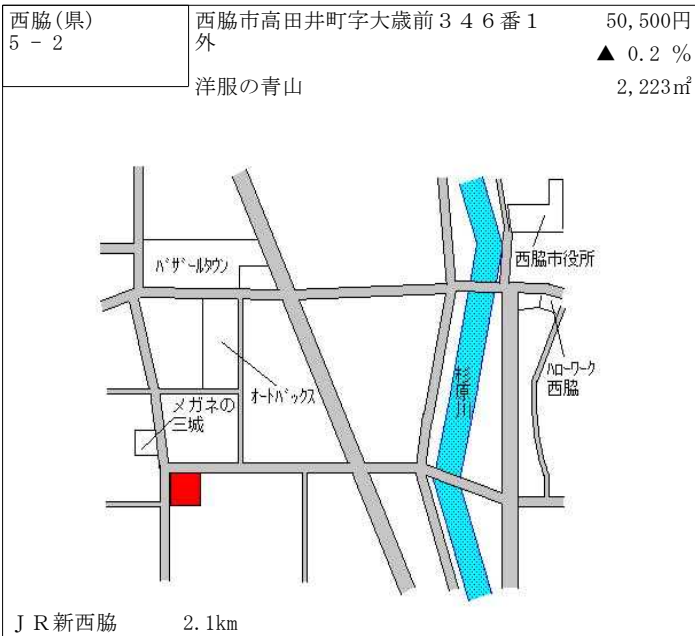 西脇(県)
5 - 2
西脇市高田井町字大歳前346番1
外
洋服の青山
50,500円
▲ 0.2 %
2,223㎡
バザールタウン
西脇市役所
ハローワーク
西脇
杉原川
オートバックス
メガネの
三城
JR新西脇 2.1km